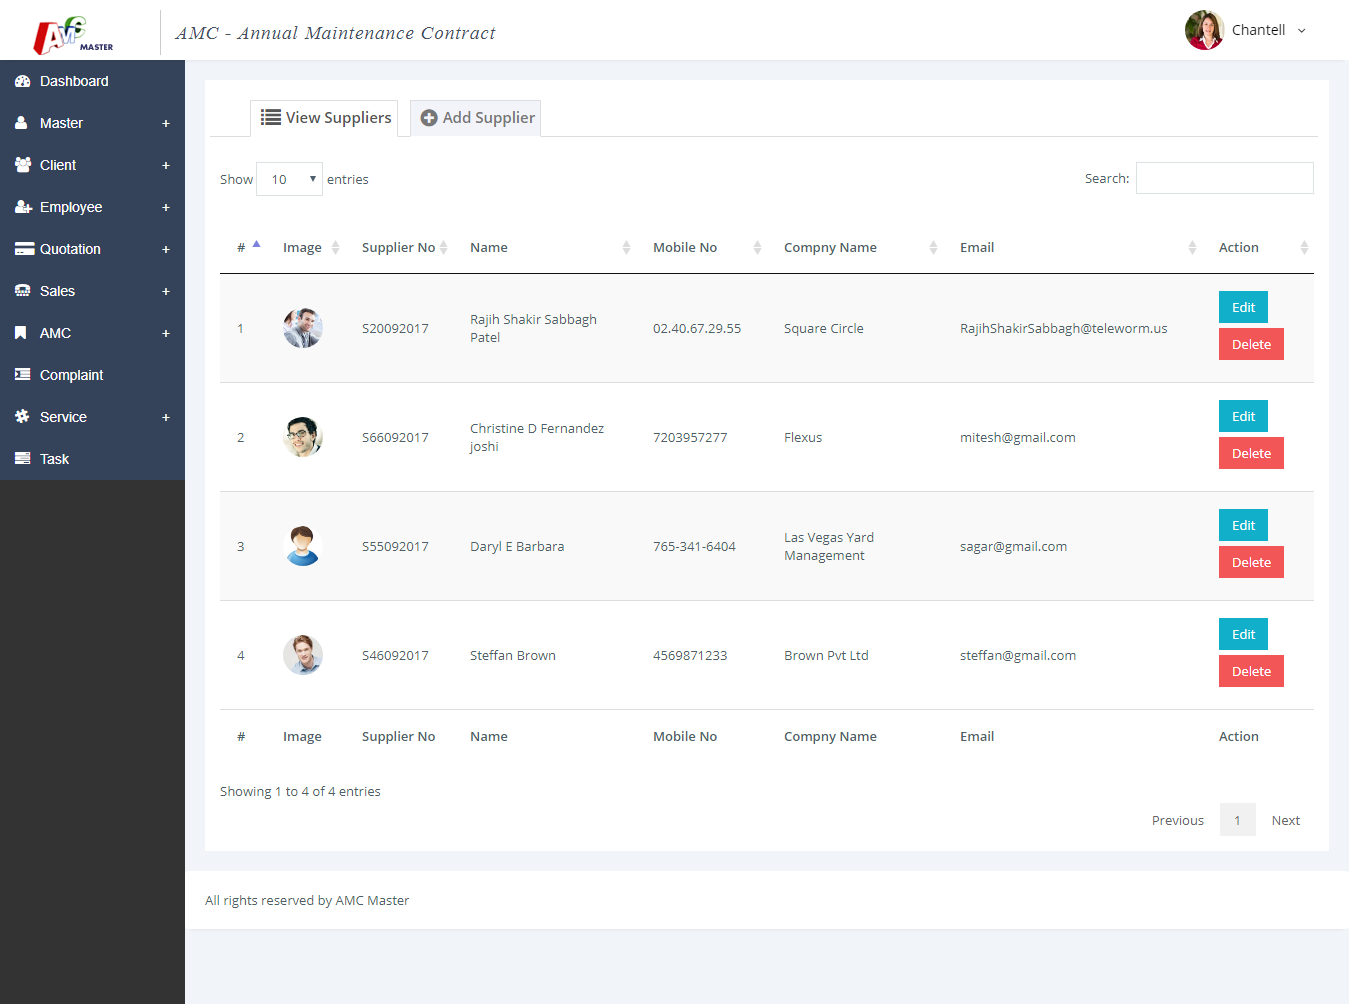 AMC MASTER
AMC - Annual Maintenance Contract
Chantell
Dashboard
Master +
Client +
Employee +
Quotation +
Sales +
AMC +
Complaint
Service +
Task
View Suppliers
Add Supplier
Show 10 entries
Search:
# Image Supplier No Name Mobile No Compny Name Email Action
1 S20092017 Rajih Shakir Sabbagh Patel 02.40.67.29.55 Square Circle RajihShakirSabbagh@teleworm.us Edit Delete
2 S66092017 Christine D Fernandez joshi 7203957277 Flexus mitesh@gmail.com Edit Delete
3 S55092017 Daryl E Barbara 765-341-6404 Las Vegas Yard Management sagar@gmail.com Edit Delete
4 S46092017 Steffan Brown 4569871233 Brown Pvt Ltd steffan@gmail.com Edit Delete
# Image Supplier No Name Mobile No Compny Name Email Action
Showing 1 to 4 of 4 entries
Previous 1 Next
All rights reserved by AMC Master